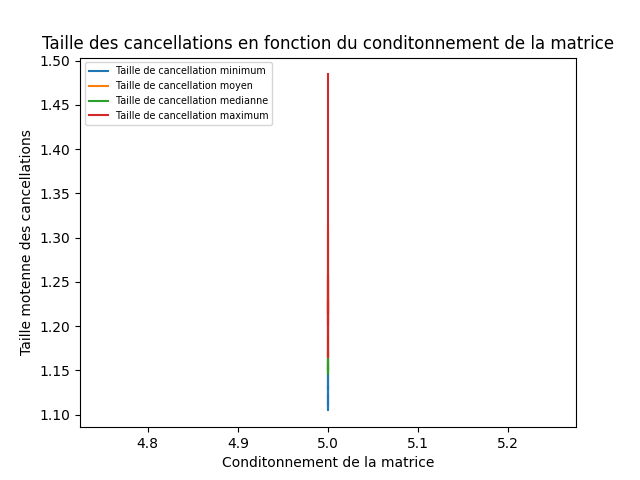 Taille des cancellations en fonction du conditonnement de la matrice
1.50
1.45
1.40
1.35
1.30
1.25
1.20
1.15
1.10
Taille motenne des cancellations
Taille de cancellation minimum
Taille de cancellation moyen
Taille de cancellation medianne
Taille de cancellation maximum
4.8 4.9 5.0 5.1 5.2
Conditonnement de la matrice